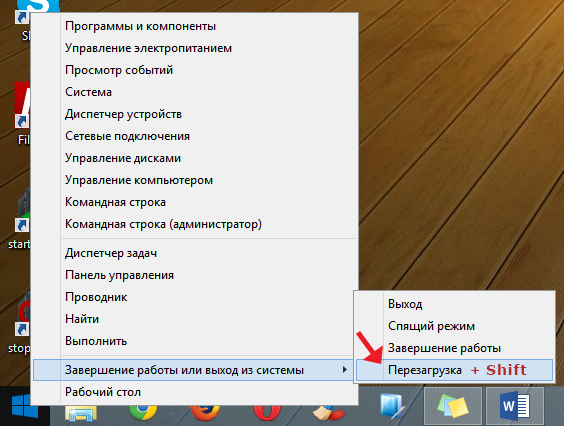 Sk
Fil
start
stop
Программы и компоненты
Управление электропитанием
Просмотр событий
Система
Диспетчер устройств
Сетевые подключения
Управление дисками
Управление компьютером
Командная строка
Командная строка (администратор)
Диспетчер задач
Панель управления
Проводник
Найти
Выполнить
Завершение работы или выход из системы
Рабочий стол
Выход
Спящий режим
Завершение работы
Перезагрузка + Shift